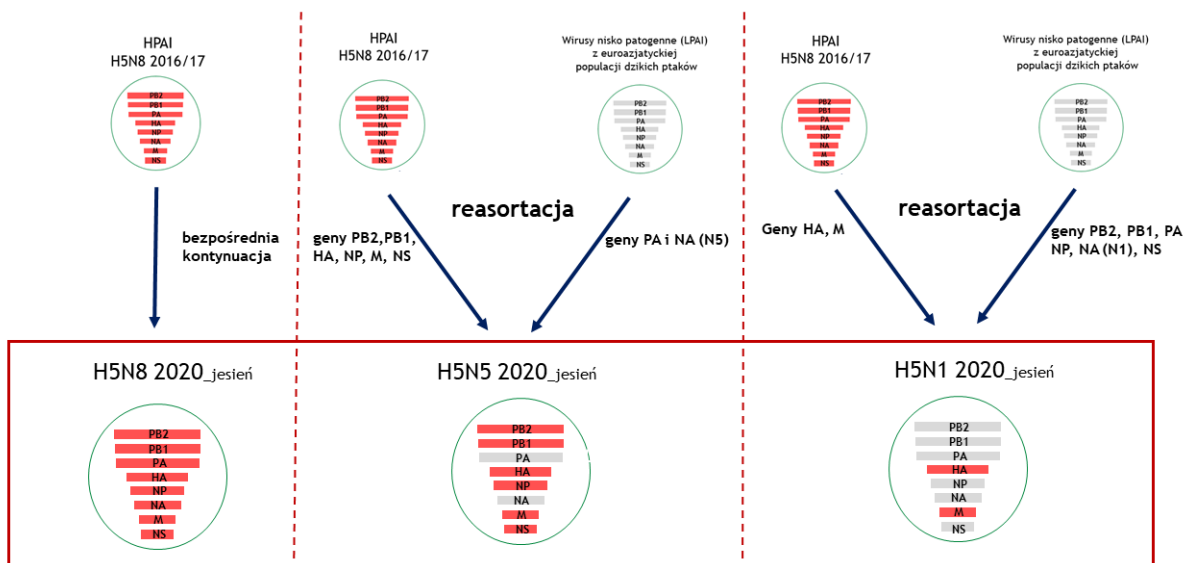 HPAI
H5N8 2016/17
PB2
PB1
PA
HA
NP
NA
M
NS
bezpośrednia
kontynuacja
HPAI
H5N8 2016/17
PB2
PB1
PA
HA
NP
NA
M
NS
Wirusy nisko patogenne (LPAI)
z euroazjatyckiej
populacji dzikich ptaków
PB2
PB1
PA
HA
NP
NA
M
NS
reasortacja
geny PB2,PB1,
HA, NP, M, NS
geny PA i NA (N5)
HPAI
H5N8 2016/17
PB2
PB1
PA
HA
NP
NA
M
NS
Wirusy nisko patogenne (LPAI)
z euroazjatyckiej
populacji dzikich ptaków
PB2
PB1
PA
HA
NP
NA
M
NS
reasortacja
Geny HA, M
geny PB2, PB1, PA
NP, NA (N1), NS
H5N8 2020_jesień
PB2
PB1
PA
HA
NP
NA
M
NS
H5N5 2020_jesień
PB2
PB1
PA
HA
NP
NA
M
NS
H5N1 2020_jesień
PB2
PB1
PA
HA
NP
NA
M
NS